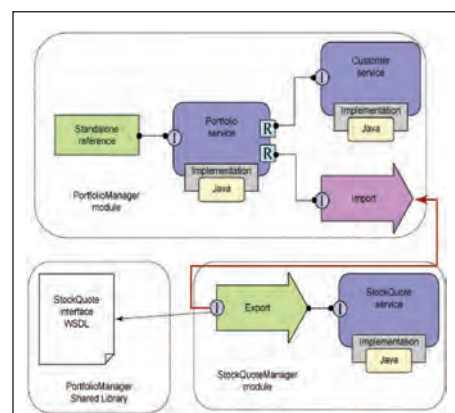 Customer
service
Implementation
Java
Portfolio
service
R
R
Implementation
Java
Standalone
reference
Import
PortfolioManager
module
StockQuote
interface
WSDL
Export
StockQuote
service
Implementation
Java
PortfolioManager
Shared Library
StockQuoteManager
module